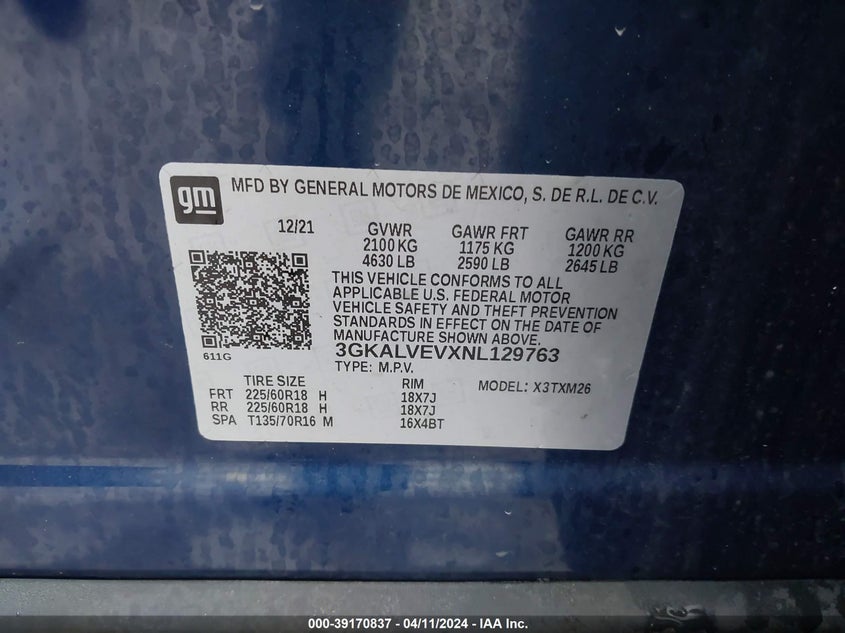 gm MFD BY GENERAL MOTORS DE MEXICO, S. DE R.L. DE C.V.
12/21 GVWR GAWR FRT GAWR RR
2100 KG 1175 KG 1200 KG
4630 LB 2590 LB 2645 LB
THIS VEHICLE CONFORMS TO ALL
APPLICABLE U.S. FEDERAL MOTOR
VEHICLE SAFETY AND THEFT PREVENTION
STANDARDS IN EFFECT ON THE DATE OF
MANUFACTURE SHOWN ABOVE.
611G
3GKALVEVXNL129763
TYPE: M.P.V.
TIRE SIZE RIM MODEL: X3TXM26
FRT 225/60R18 H 18X7J
RR 225/60R18 H 18X7J
SPA T135/70R16 M 16X4BT
000-39170837 - 04/11/2024 - IAA Inc.